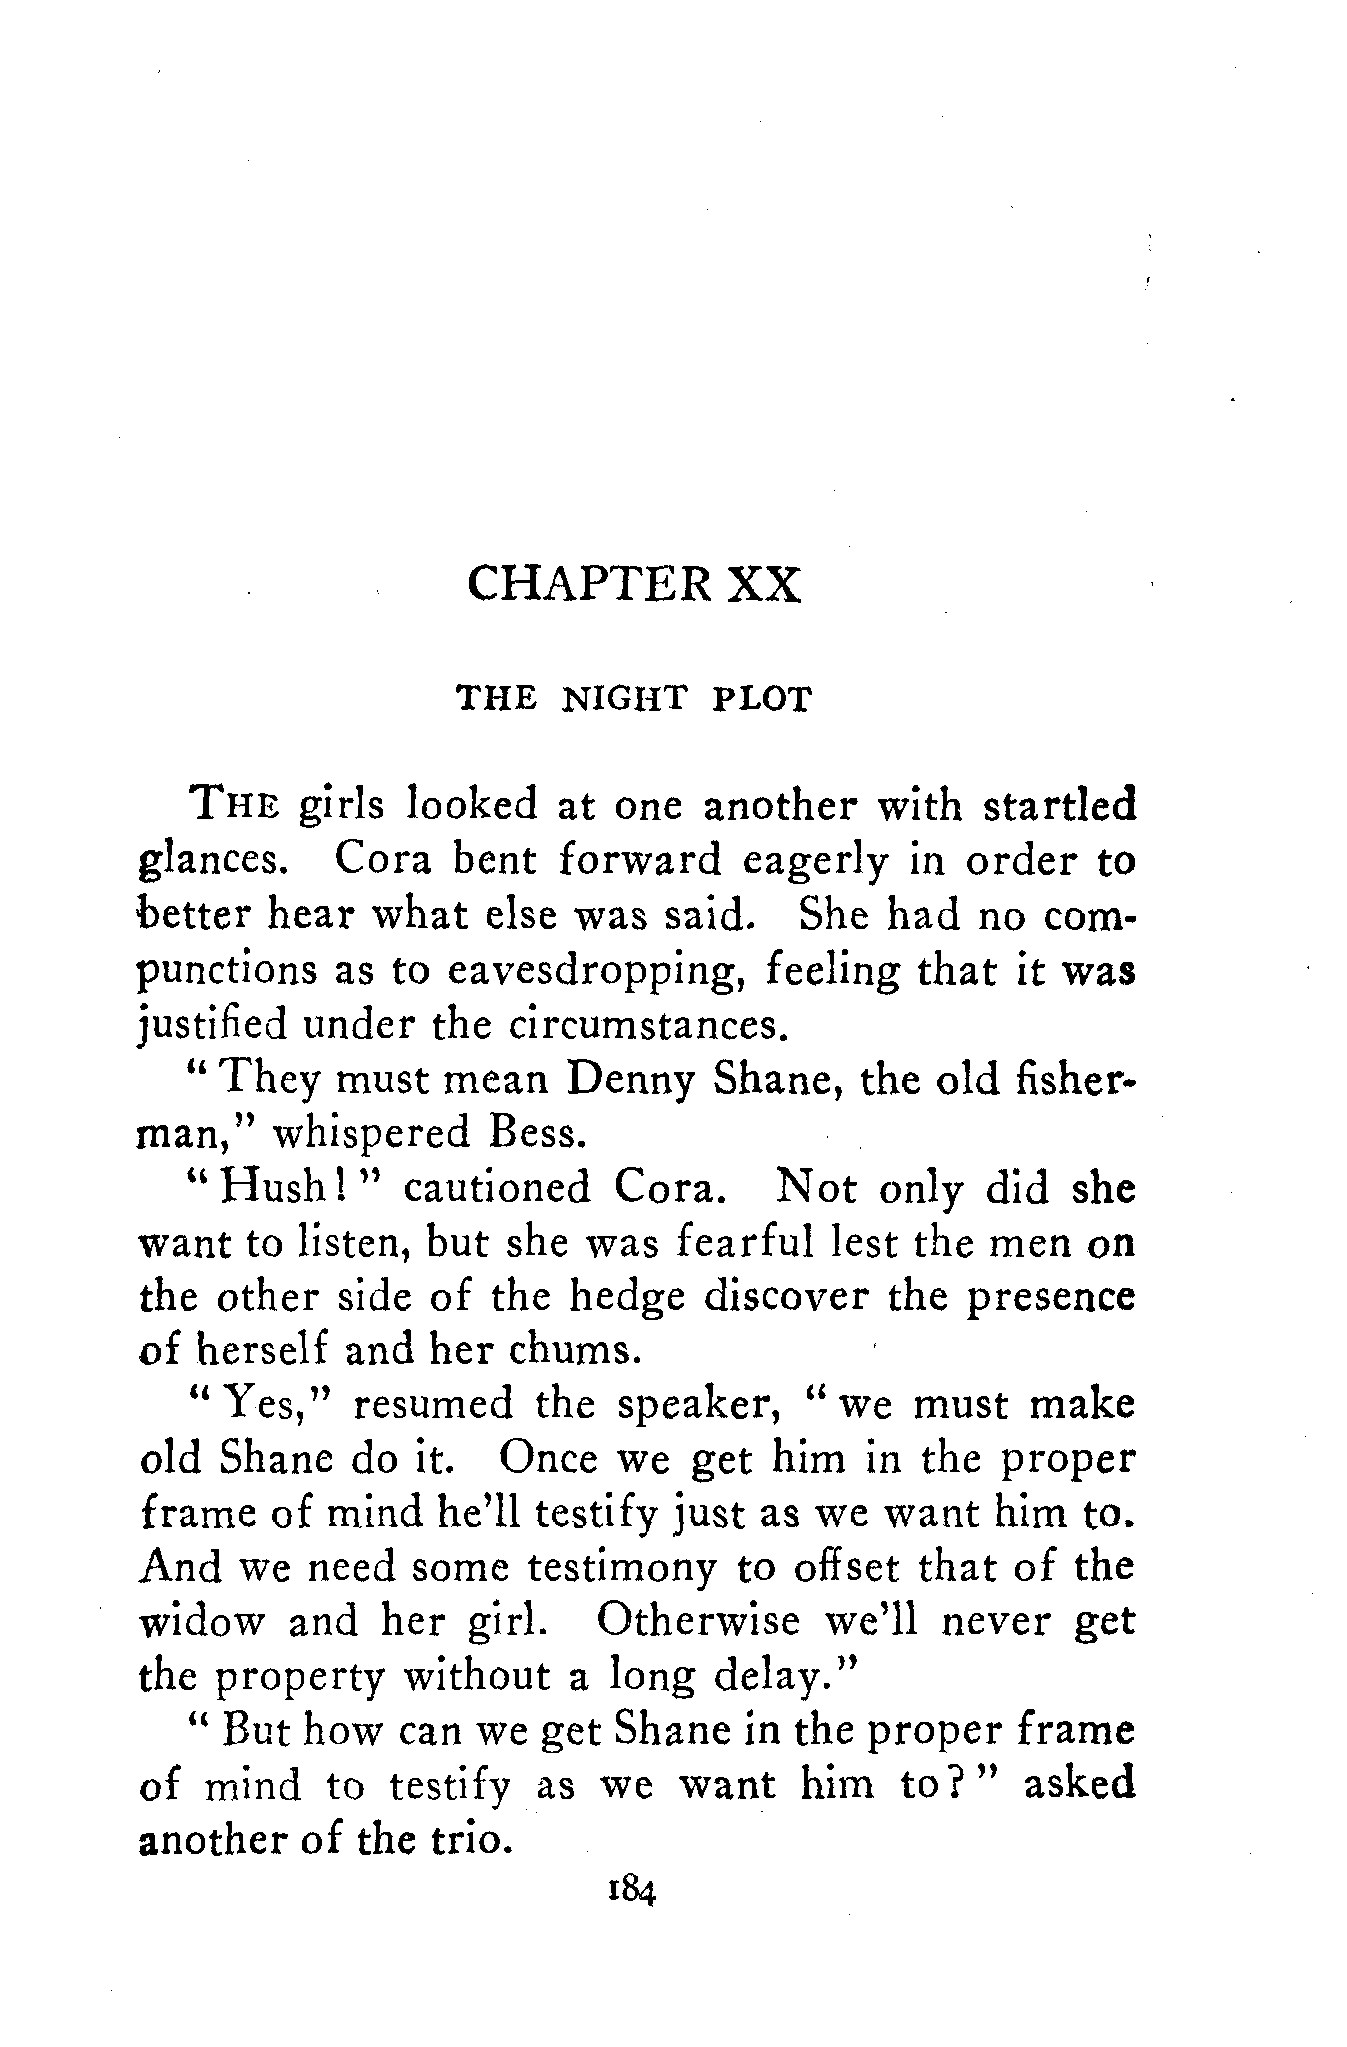 CHAPTER XX
THE NIGHT PLOT
THE girls looked at one another with startled
glances. Cora bent forward eagerly in order to
better hear what else was said. She had no com-
punctions as to eavesdropping, feeling that it was
justified under the circumstances.
" They must mean Denny Shane, the old fisher-
man," whispered Bess.
" Hush! " cautioned Cora. Not only did she
want to listen, but she was fearful lest the men on
the other side of the hedge discover the presence
of herself and her chums.
" Yes," resumed the speaker, " we must make
old Shane do it. Once we get him in the proper
frame of mind he'll testify just as we want him to.
And we need some testimony to offset that of the
widow and her girl. Otherwise we'll never get
the property without a long delay."
" But how can we get Shane in the proper frame
of mind to testify as we want him to? " asked
another of the trio.
184